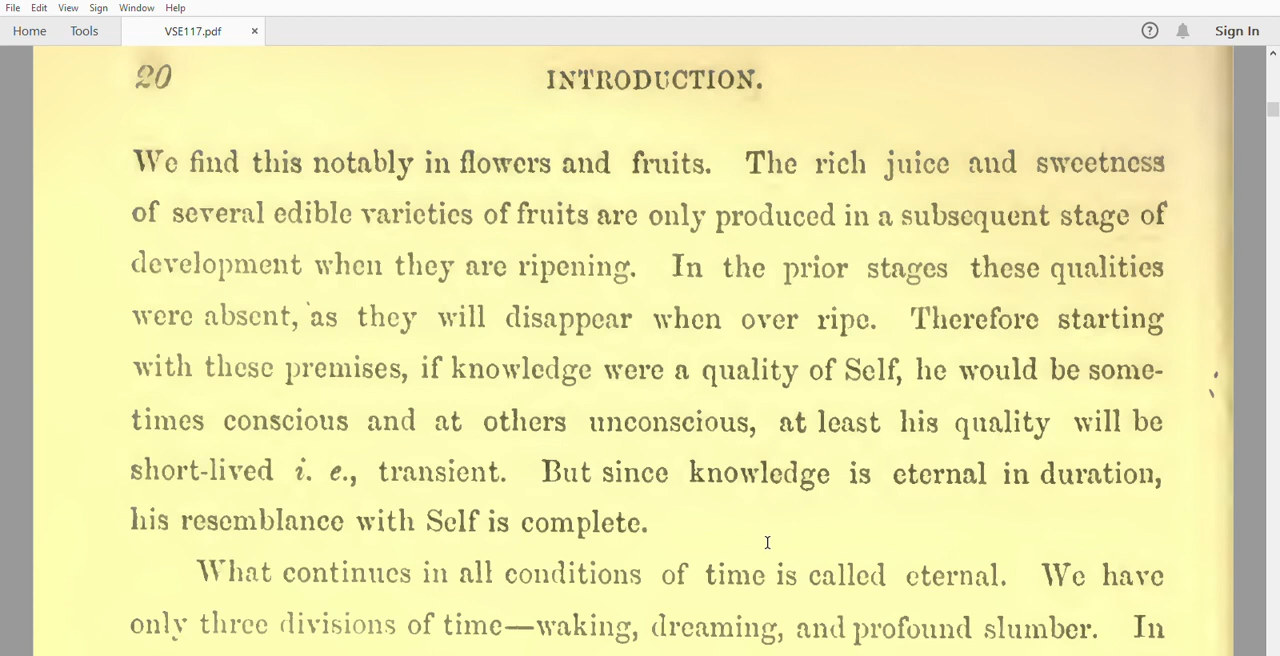 File Edit View Sign Window Help
Home Tools VSE117.pdf × ? Sign In
20 INTRODUCTION.
We find this notably in flowers and fruits. The rich juice and sweetness
of several edible varieties of fruits are only produced in a subsequent stage of
development when they are ripening. In the prior stages these qualities
were absent, as they will disappear when over ripe. Therefore starting
with these premises, if knowledge were a quality of Self, he would be some-
times conscious and at others unconscious, at least his quality will be
short-lived i. e., transient. But since knowledge is eternal in duration,
his resemblance with Self is complete.
What continues in all conditions of time is called eternal. We have
only three divisions of time—waking, dreaming, and profound slumber. In